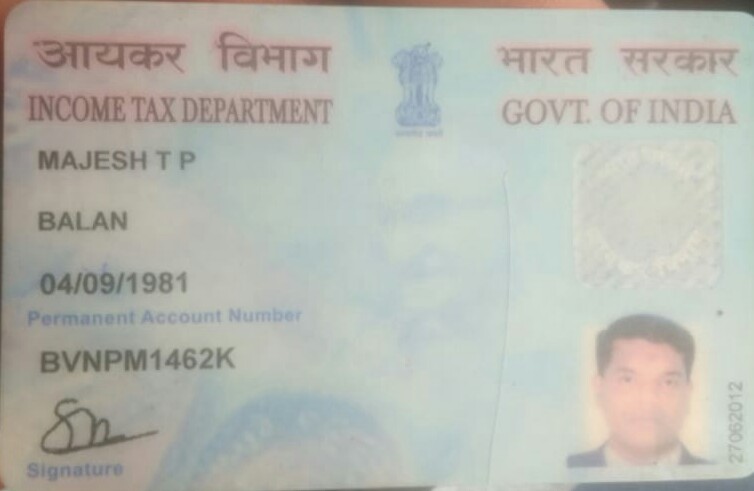 आयकर विभाग
INCOME TAX DEPARTMENT
भारत सरकार
GOVT. OF INDIA
MAJESH T P
BALAN
04/09/1981
Permanent Account Number
BVNPM1462K
Signature
27062012